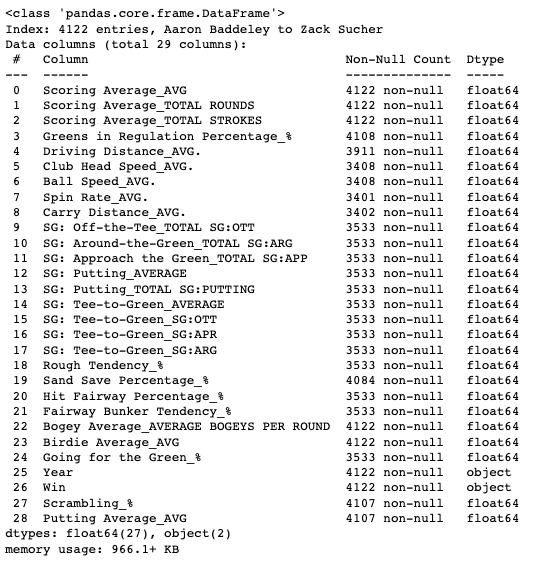 <class 'pandas.core.frame.DataFrame'>
Index: 4122 entries, Aaron Baddeley to Zack Sucher
Data columns (total 29 columns):
 #   Column                                    Non-Null Count  Dtype
---  ------                                    --------------  -----
 0   Scoring Average_AVG                       4122 non-null   float64
 1   Scoring Average_TOTAL ROUNDS              4122 non-null   float64
 2   Scoring Average_TOTAL STROKES             4122 non-null   float64
 3   Greens in Regulation Percentage_%         4108 non-null   float64
 4   Driving Distance_AVG.                     3911 non-null   float64
 5   Club Head Speed_AVG.                      3408 non-null   float64
 6   Ball Speed_AVG.                           3408 non-null   float64
 7   Spin Rate_AVG.                            3401 non-null   float64
 8   Carry Distance_AVG.                       3402 non-null   float64
 9   SG: Off-the-Tee_TOTAL SG:OTT              3533 non-null   float64
 10  SG: Around-the-Green_TOTAL SG:ARG         3533 non-null   float64
 11  SG: Approach the Green_TOTAL SG:APP       3533 non-null   float64
 12  SG: Putting_AVERAGE                       3533 non-null   float64
 13  SG: Putting_TOTAL SG:PUTTING              3533 non-null   float64
 14  SG: Tee-to-Green_AVERAGE                  3533 non-null   float64
 15  SG: Tee-to-Green_SG:OTT                   3533 non-null   float64
 16  SG: Tee-to-Green_SG:APR                   3533 non-null   float64
 17  SG: Tee-to-Green_SG:ARG                   3533 non-null   float64
 18  Rough Tendency_%                          3533 non-null   float64
 19  Sand Save Percentage_%                    4084 non-null   float64
 20  Hit Fairway Percentage_%                  3533 non-null   float64
 21  Fairway Bunker Tendency_%                 3533 non-null   float64
 22  Bogey Average_AVERAGE BOGEYS PER ROUND    4122 non-null   float64
 23  Birdie Average_AVG                        4122 non-null   float64
 24  Going for the Green_%                     3533 non-null   float64
 25  Year                                      4122 non-null   object
 26  Win                                       4122 non-null   object
 27  Scrambling_%                              4107 non-null   float64
 28  Putting Average_AVG                       4107 non-null   float64
dtypes: float64(27), object(2)
memory usage: 966.1+ KB